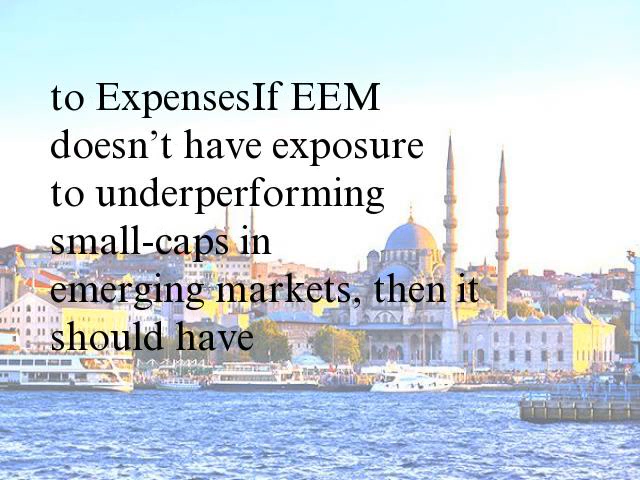 to ExpensesIf EEM
doesn’t have exposure
to underperforming
small-caps in
emerging markets, then it
should have